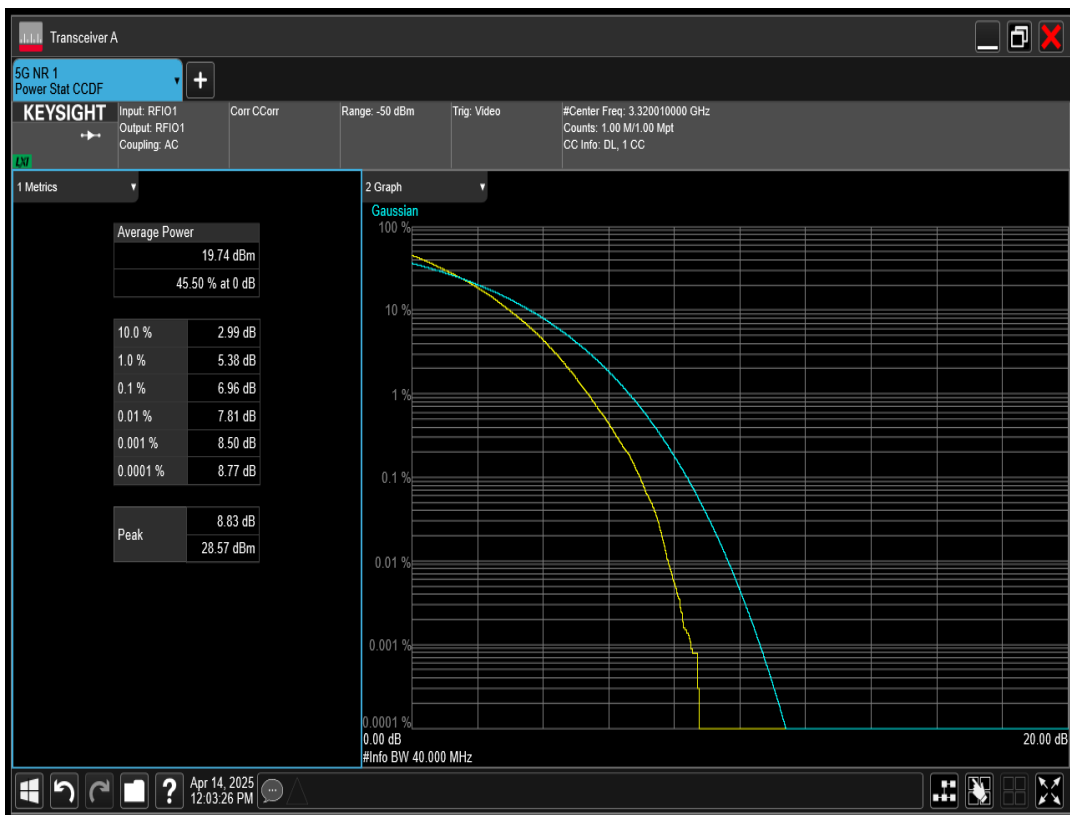 Transceiver A
5G NR 1
Power Stat CCDF
+
KEYSIGHT
LXI
Input: RFIO1
Output: RFIO1
Coupling: AC
Corr CCorr
Range: -50 dBm
Trig: Video
#Center Freq: 3.320010000 GHz
Counts: 1.00 M/1.00 Mpt
CC Info: DL, 1 CC
1 Metrics
Average Power
19.74 dBm
45.50 % at 0 dB
10.0 % 2.99 dB
1.0 % 5.38 dB
0.1 % 6.96 dB
0.01 % 7.81 dB
0.001 % 8.50 dB
0.0001 % 8.77 dB
Peak
8.83 dB
28.57 dBm
2 Graph
Gaussian
100 %
10 %
1 %
0.1 %
0.01 %
0.001 %
0.0001 %
0.00 dB 20.00 dB
#Info BW 40.000 MHz
?
Apr 14, 2025
12:03:26 PM